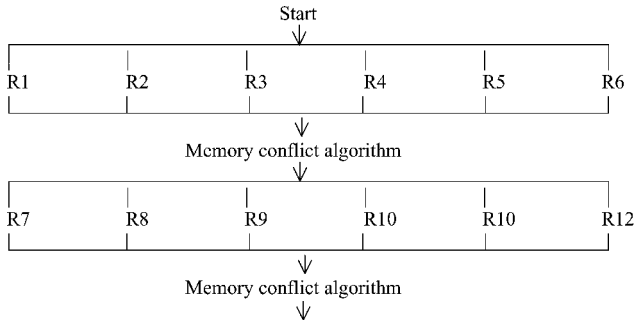 Start
R1 R2 R3 R4 R5 R6
Memory conflict algorithm
R7 R8 R9 R10 R10 R12
Memory conflict algorithm